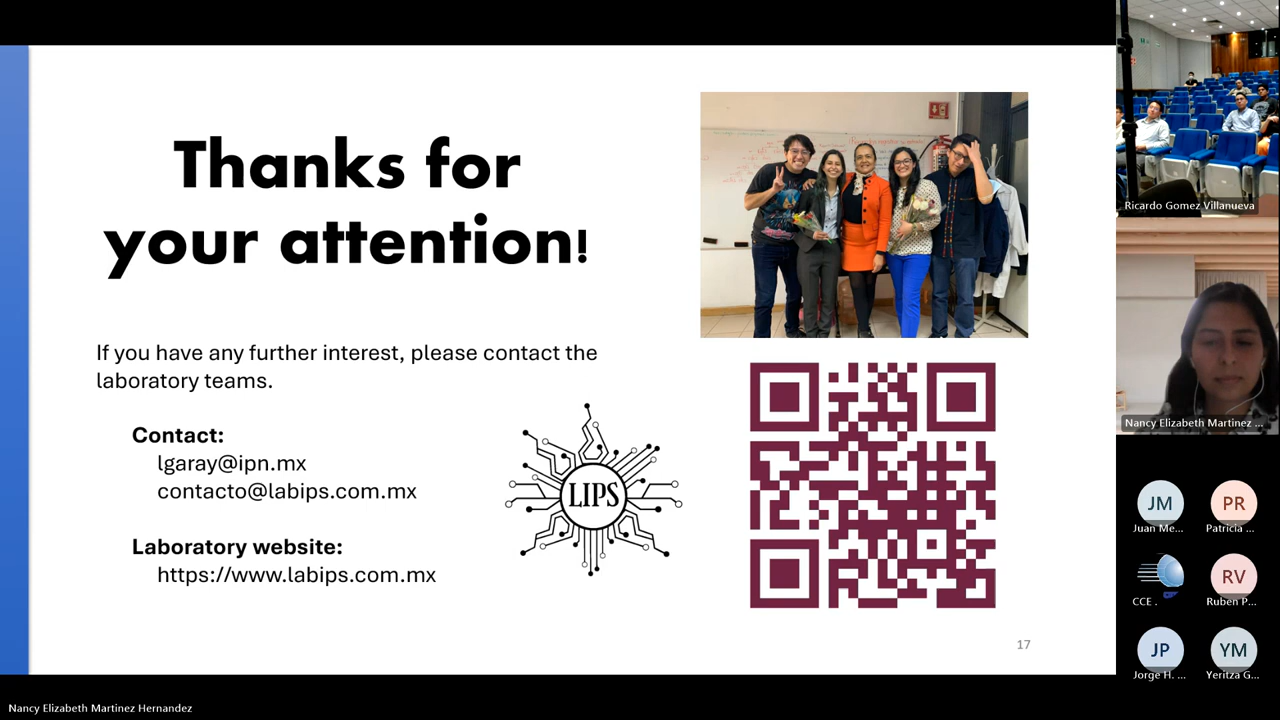 Thanks for
your attention!
If you have any further interest, please contact the
laboratory teams.
Contact:
lgaray@ipn.mx
contacto@labips.com.mx
Laboratory website:
https://www.labips.com.mx
LIPS
17
Ricardo Gomez Villanueva
Nancy Elizabeth Martinez ...
JM
Juan Me...
PR
Patricia ...
CCE .
RV
Ruben P...
JP
Jorge H. ...
YM
Yeritza G...
Nancy Elizabeth Martinez Hernandez